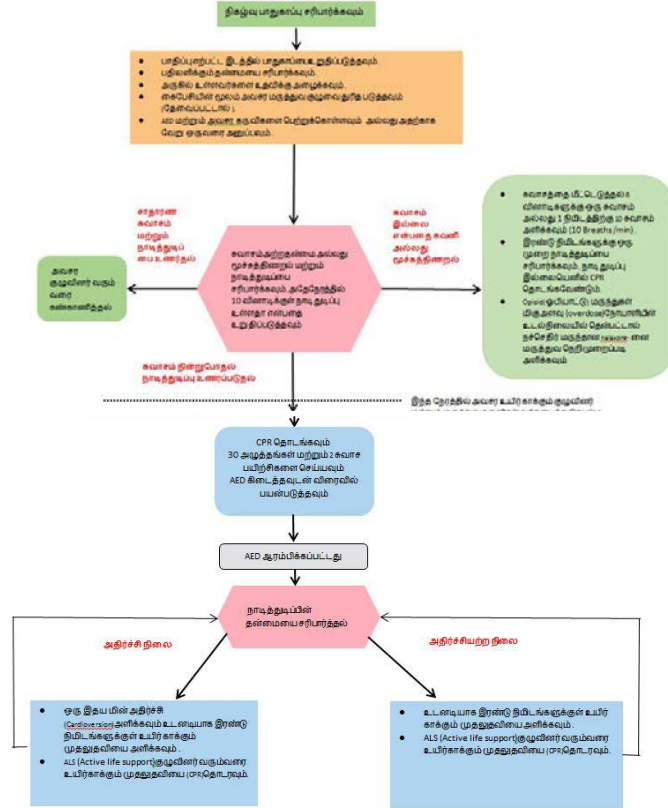 நிகழ்வு பாதுகாப்பு சரிபார்க்கவும்
பாதிப்புஏற்பட்ட இடத்தில் பாதுகாப்பை உறுதிப்படுத்தவும்.
பதிலளிக்கும் தன்மையை சரிபார்க்கவும்.
அருகில் உள்ளவர்களை உதவிக்கு அழைக்கவும்.
கைபேசியின் மூலம் அவசர மருத்துவ குழுவை துரித படுத்தவும்
(தேவைப்பட்டால் ).
AED மற்றும் அவசர கருவிகளை பெற்றுக்கொள்ளவும் அல்லது அதற்காக
வேறு ஒருவரை அனுப்பவும் .
சாதாரண
சுவாசம்
மற்றும்
நாடித்துடிப்
பை உணர்தல்
சுவாசம்
இல்லை
என்பதை கவனி
அல்லது
மூச்சுத்திணறல்
அவசர
குழுவினர் வரும்
வரை
கண்காணித்தல்
சுவாசம்அற்றதன்மை அல்லது
மூச்சுத்திணறல் மற்றும்
நாடித்துடிப்பை
சரிபார்க்கவும். அதேநேரத்தில்
10 வினாடிக்குள் நாடிதுடிப்பு
உள்ளதா என்பதை
உறுதிப்படுத்தவும்
சுவாசத்தை மீட்டெடுத்தல் 6
வினாடிகளுக்கு ஒரு சுவாசம்
அல்லது 1 நிமிடத்திற்கு 10 சுவாசம்
அளிக்கவும் (10 Breaths /min) .
இரண்டு நிமிடங்களுக்கு ஒரு
முறை நாடித்துடிப்பை
சரிபார்க்கவும் , நாடிதுடிப்பு
இல்லையெனில் CPR
தொடங்கவேண்டும்.
Opioid(ஓபியாட்டு) மருந்துகள்
மிகுஅளவு (overdose)நோயாளியின்
உடல்நிலையில் தென்பட்டால்
நச்செதிர் மருந்தான naloxone- னை
மருத்துவ நெறிமுறைப்படி
அளிக்கவும்
சுவாசம் நின்றுபோதல்
நாடித்துடிப்பு உணரப்படுதல்
இந்த நேரத்தில் அவசர உயிர் காக்கும் குழுவினர்
CPR தொடங்கவும்
30 அழுத்தங்கள் மற்றும் 2 சுவாச
பயிற்சிகளை செய்யவும்
AED கிடைத்தவுடன் விரைவில்
பயன்படுத்தவும்
AED ஆரம்பிக்கப்பட்டது
நாடித்துடிப்பின்
தன்மையை சரிபார்த்தல்
அதிர்ச்சி நிலை
அதிர்ச்சியற்ற நிலை
ஒரு இதய மின் அதிர்ச்சி
(Cardioversion)அளிக்கவும் உடனடியாக இரண்டு
நிமிடங்களுக்குள் உயிர் காக்கும்
முதலுதவியை அளிக்கவும் .
ALS (Active life support)குழுவினர் வரும்வரை
உயிர்காக்கும் முதலுதவியை (CPR)தொடரவும்.
உடனடியாக இரண்டு நிமிடங்களுக்குள் உயிர்
காக்கும் முதலுதவியை அளிக்கவும் .
ALS (Active life support)குழுவினர் வரும்வரை
உயிர்காக்கும் முதலுதவியை (CPR)தொடரவும்.